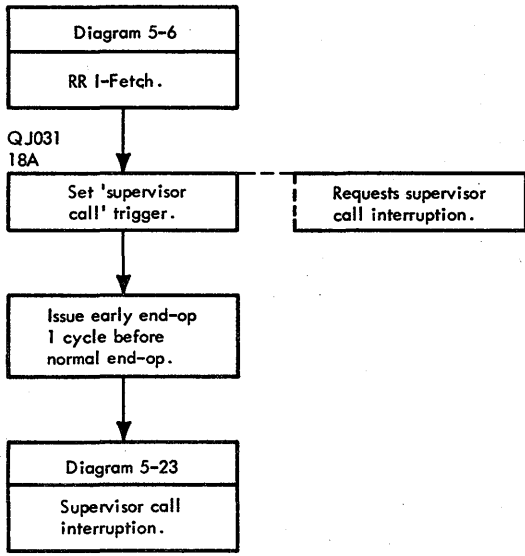 Diagram 5-6
RR I-Fetch.
QJ031
18A
Set 'supervisor
call' trigger.
Requests supervisor
call interruption.
Issue early end-op
1 cycle before
normal end-op.
Diagram 5-23
Supervisor call
interruption.